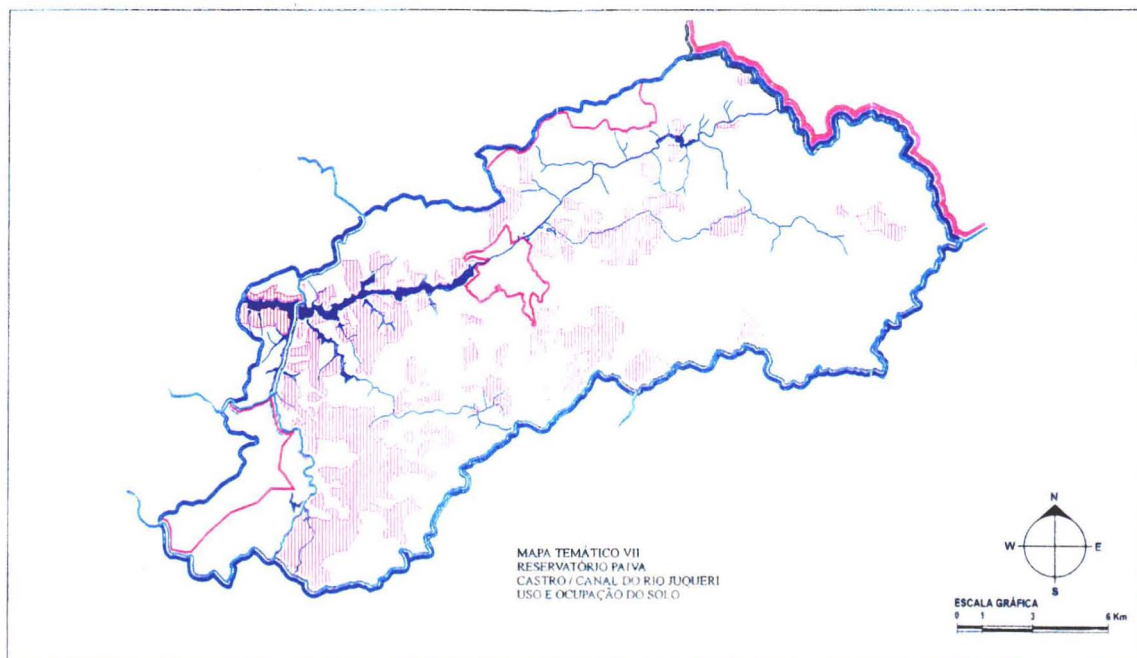 MAPA TEMÁTICO VII
RESERVATÓRIO PAIVA
CASTRO / CANAL DO RIO JUQUERI
USO E OCUPAÇÃO DO SOLO
N
W E
S
ESCALA GRÁFICA
0 1 3 6 Km